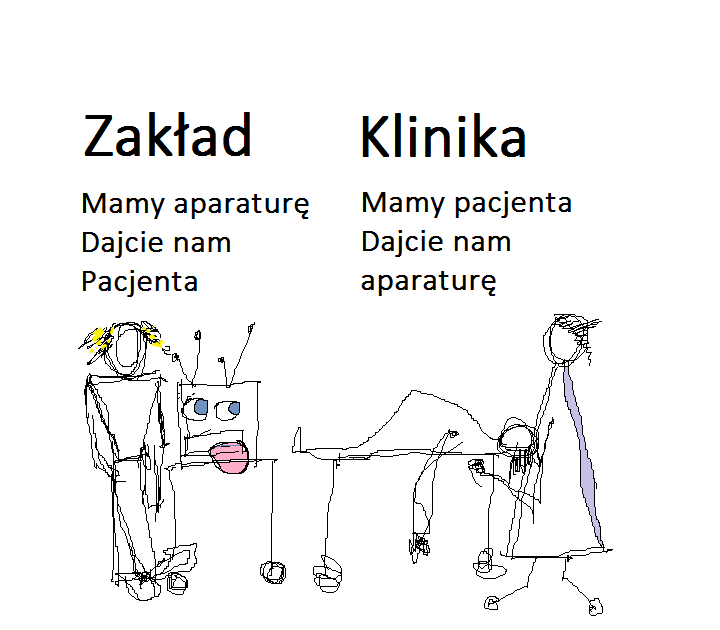 Zakład
Mamy aparaturę
Dajcie nam
Pacjenta
Klinika
Mamy pacjenta
Dajcie nam
aparaturę